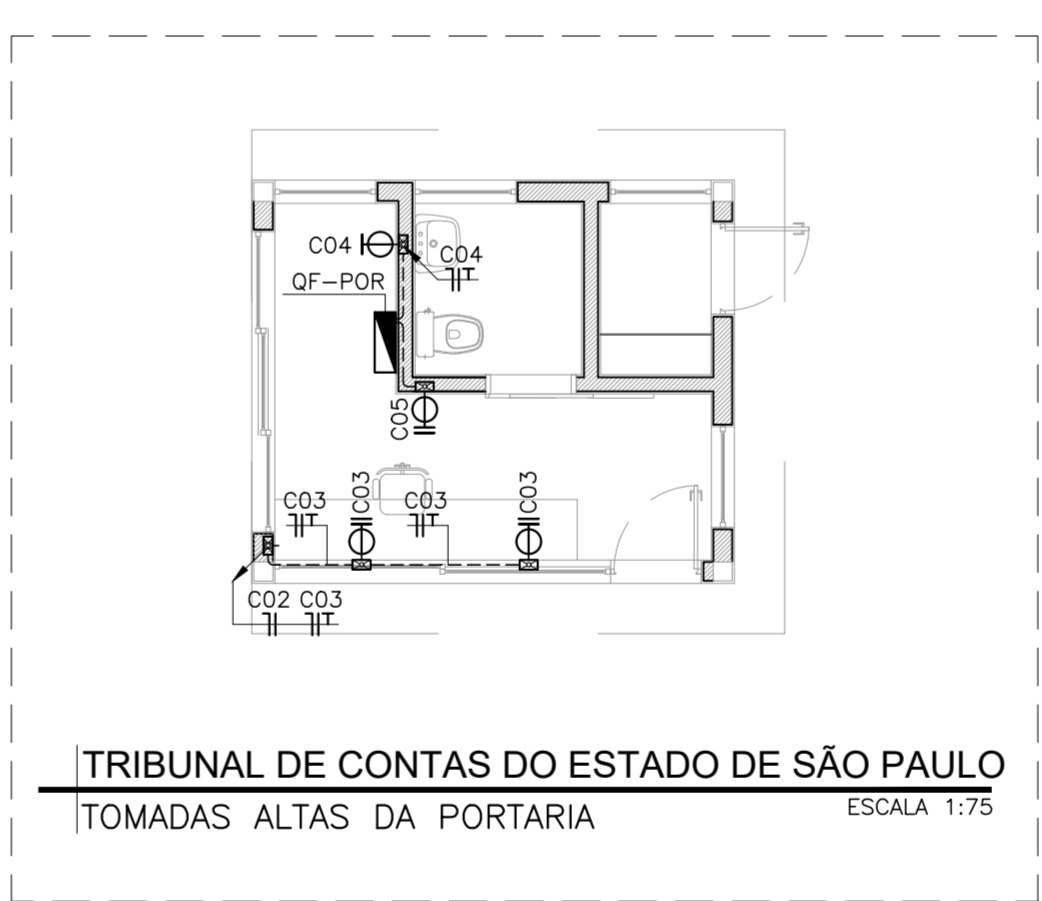 C04
C04
QF-POR
C05
C03
C03
C03
C03
C02 C03
TRIBUNAL DE CONTAS DO ESTADO DE SÃO PAULO
TOMADAS ALTAS DA PORTARIA
ESCALA 1:75